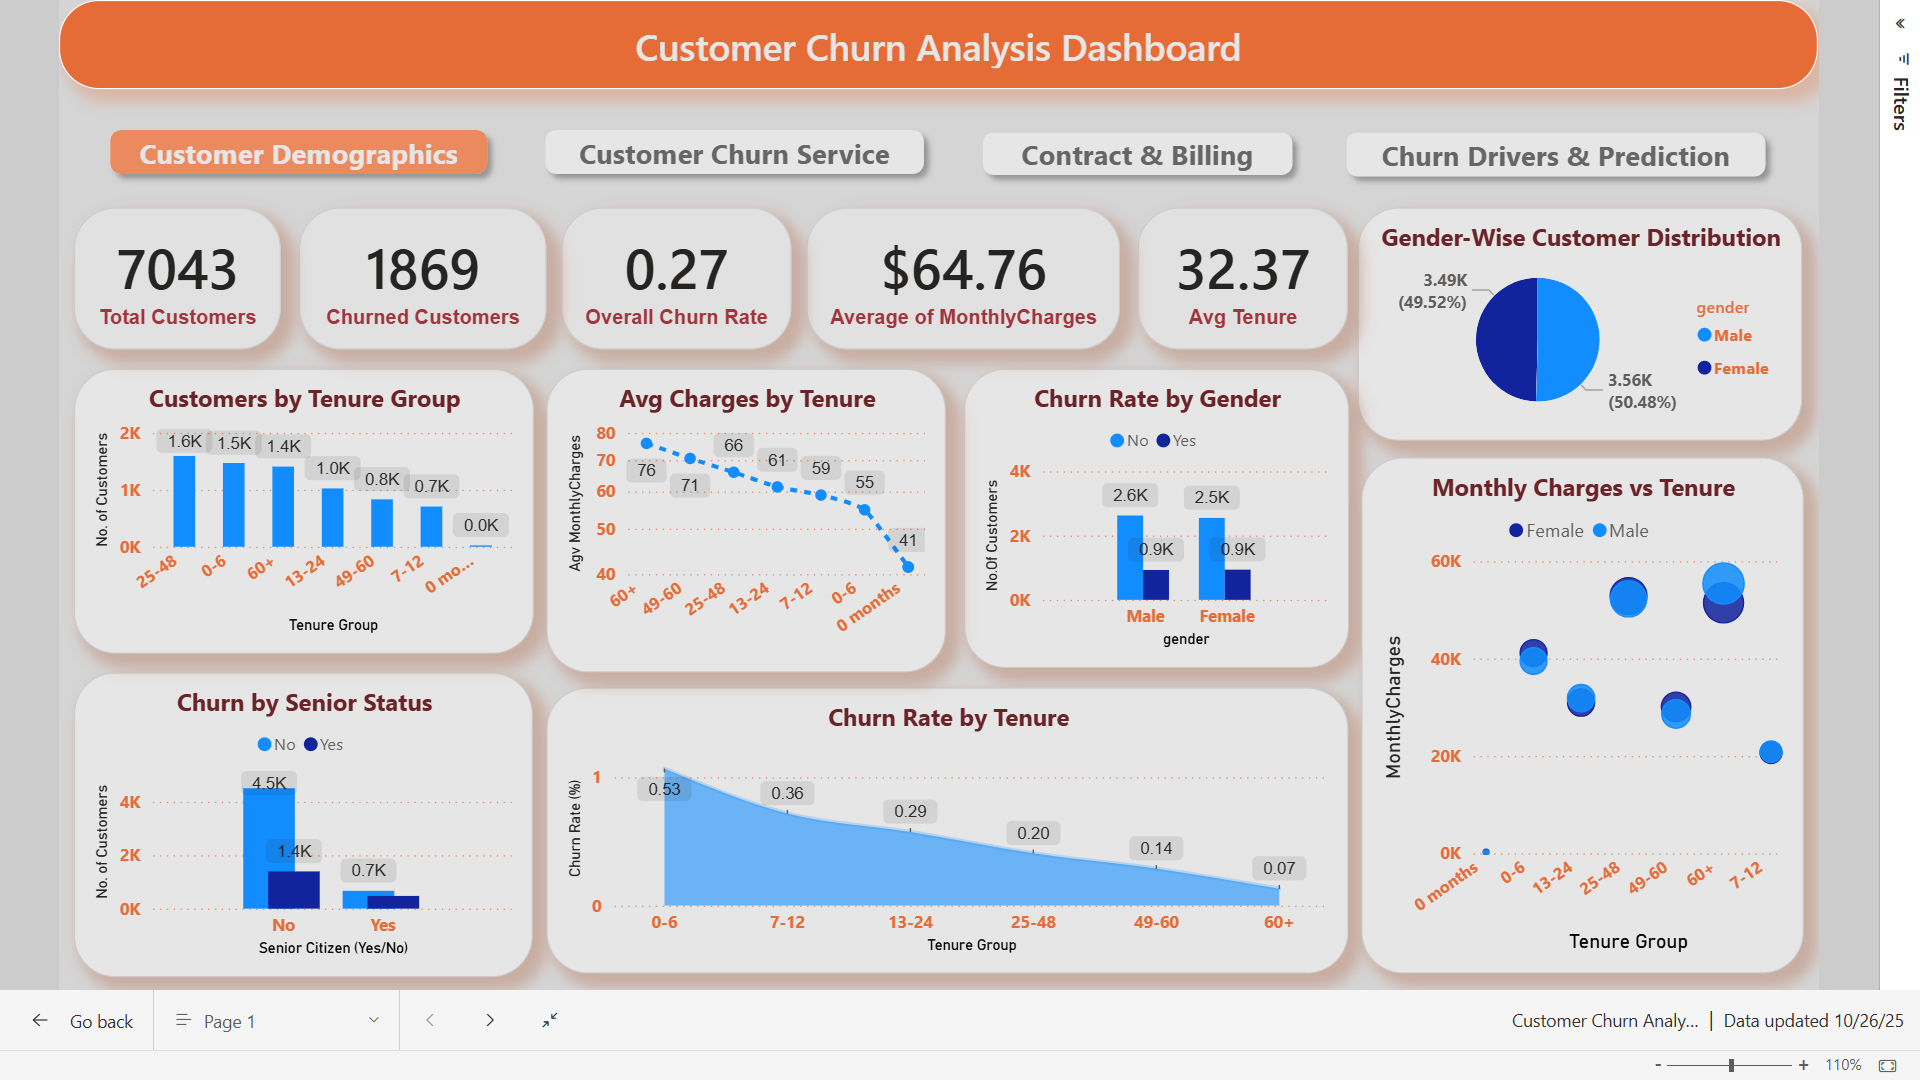 Customer Churn Analysis Dashboard
Filters
Customer Demographics
Customer Churn Service
Contract & Billing
Churn Drivers & Prediction
7043
Total Customers
1869
Churned Customers
0.27
Overall Churn Rate
$64.76
Average of MonthlyCharges
32.37
Avg Tenure
Gender-Wise Customer Distribution
3.49K
(49.52%)
3.56K
(50.48%)
gender
Male
Female
Customers by Tenure Group
No. of Customers
2K
1K
0K
1.6K
1.5K
1.4K
1.0K
0.8K
0.7K
0.0K
25-48
0-6
60+
13-24
49-60
7-12
0 mo...
Tenure Group
Avg Charges by Tenure
Agv MonthlyCharges
80
70
60
50
40
76
71
66
61
59
55
41
60+
49-60
25-48
13-24
7-12
0-6
0 months
Churn Rate by Gender
No Yes
No.Of Customers
4K
2K
0K
2.6K
0.9K
2.5K
0.9K
Male
Female
gender
Monthly Charges vs Tenure
Female Male
MonthlyCharges
60K
40K
20K
0K
0 months
0-6
13-24
25-48
49-60
60+
7-12
Tenure Group
Churn by Senior Status
No Yes
No. of Customers
4K
2K
0K
4.5K
1.4K
0.7K
No
Yes
Senior Citizen (Yes/No)
Churn Rate by Tenure
Churn Rate (%)
1
0
0.53
0.36
0.29
0.20
0.14
0.07
0-6
7-12
13-24
25-48
49-60
60+
Tenure Group
Go back
Page 1
Customer Churn Analy... | Data updated 10/26/25
- + 110%